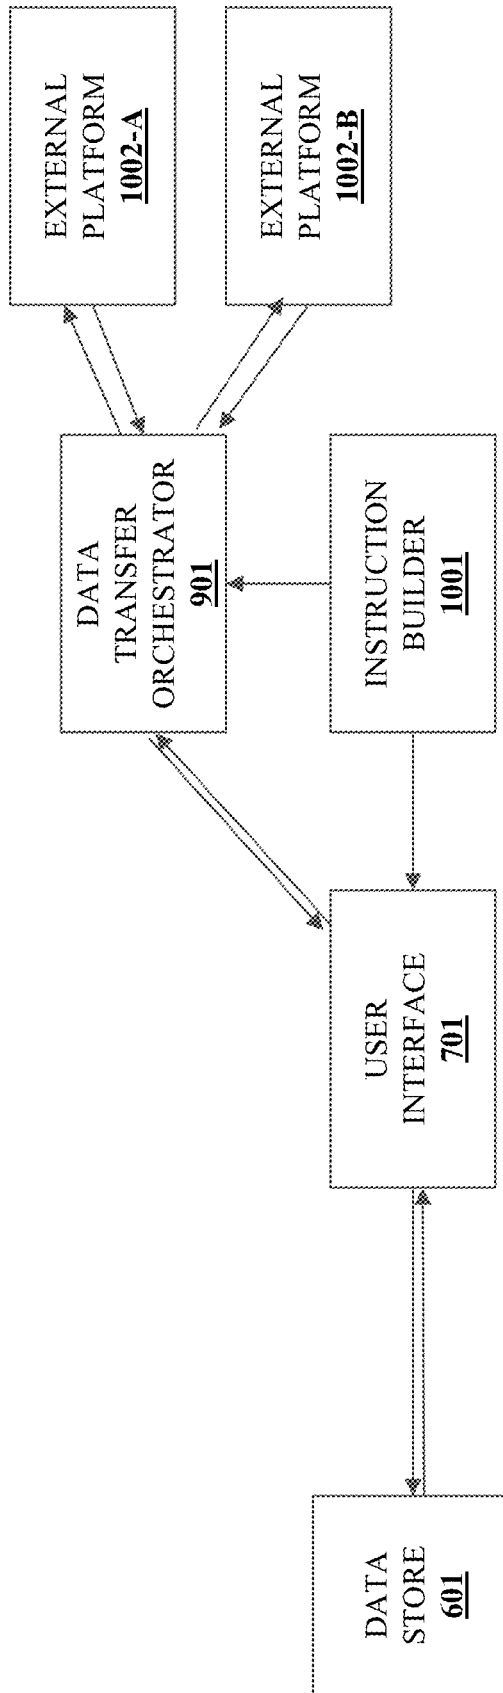 EXTERNAL
PLATFORM
1002-A
EXTERNAL
PLATFORM
1002-B
DATA
TRANSFER
ORCHESTRATOR
901
INSTRUCTION
BUILDER
1001
USER
INTERFACE
701
DATA
STORE
601